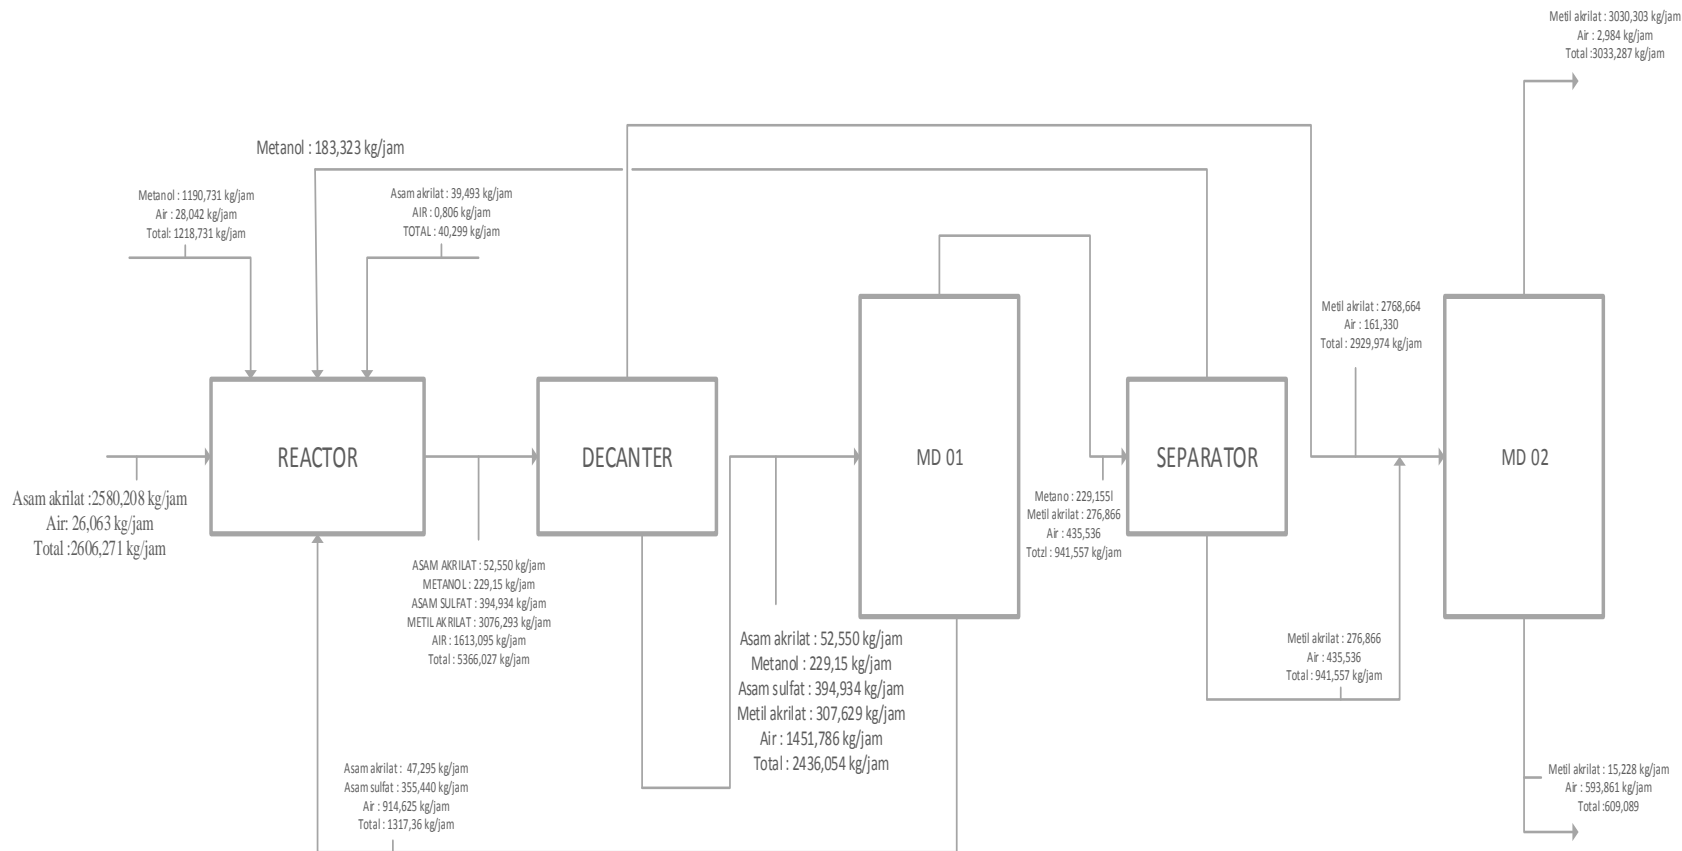 Metil akrilat : 3030,303 kg/jam
Air : 2,984 kg/jam
Total :3033,287 kg/jam
Metanol : 183,323 kg/jam
Metanol : 1190,731 kg/jam
Air : 28,042 kg/jam
Total: 1218,731 kg/jam
Asam akrilat : 39,493 kg/jam
AIR : 0,806 kg/jam
TOTAL : 40,299 kg/jam
Metil akrilat : 2768,664
Air : 161,330
Total : 2929,974 kg/jam
REACTOR
DECANTER
MD 01
SEPARATOR
MD 02
Asam akrilat :2580,208 kg/jam
Air: 26,063 kg/jam
Total :2606,271 kg/jam
Metano : 229,155l
Metil akrilat : 276,866
Air : 435,536
Totzl : 941,557 kg/jam
ASAM AKRILAT : 52,550 kg/jam
METANOL : 229,15 kg/jam
ASAM SULFAT : 394,934 kg/jam
METIL AKRILAT : 3076,293 kg/jam
AIR : 1613,095 kg/jam
Total : 5366,027 kg/jam
Asam akrilat : 52,550 kg/jam
Metanol : 229,15 kg/jam
Asam sulfat : 394,934 kg/jam
Metil akrilat : 307,629 kg/jam
Air : 1451,786 kg/jam
Total : 2436,054 kg/jam
Metil akrilat : 276,866
Air : 435,536
Total : 941,557 kg/jam
Asam akrilat : 47,295 kg/jam
Asam sulfat : 355,440 kg/jam
Air : 914,625 kg/jam
Total : 1317,36 kg/jam
Metil akrilat : 15,228 kg/jam
Air : 593,861 kg/jam
Total :609,089